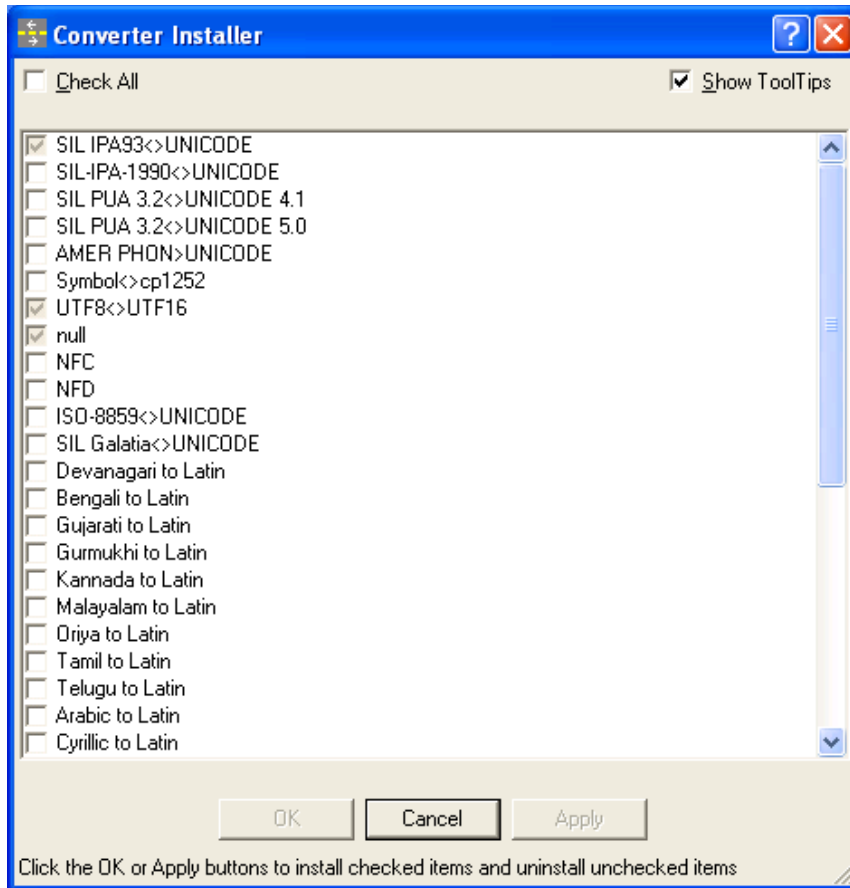 Converter Installer
Check All
Show ToolTips
SIL IPA93<>UNICODE
SIL-IPA-1990<>UNICODE
SIL PUA 3.2<>UNICODE 4.1
SIL PUA 3.2<>UNICODE 5.0
AMER PHON>UNICODE
Symbol<>cp1252
UTF8<>UTF16
null
NFC
NFD
ISO-8859<>UNICODE
SIL Galatia<>UNICODE
Devanagari to Latin
Bengali to Latin
Gujarati to Latin
Gurmukhi to Latin
Kannada to Latin
Malayalam to Latin
Oriya to Latin
Tamil to Latin
Telugu to Latin
Arabic to Latin
Cyrillic to Latin
OK Cancel Apply
Click the OK or Apply buttons to install checked items and uninstall unchecked items